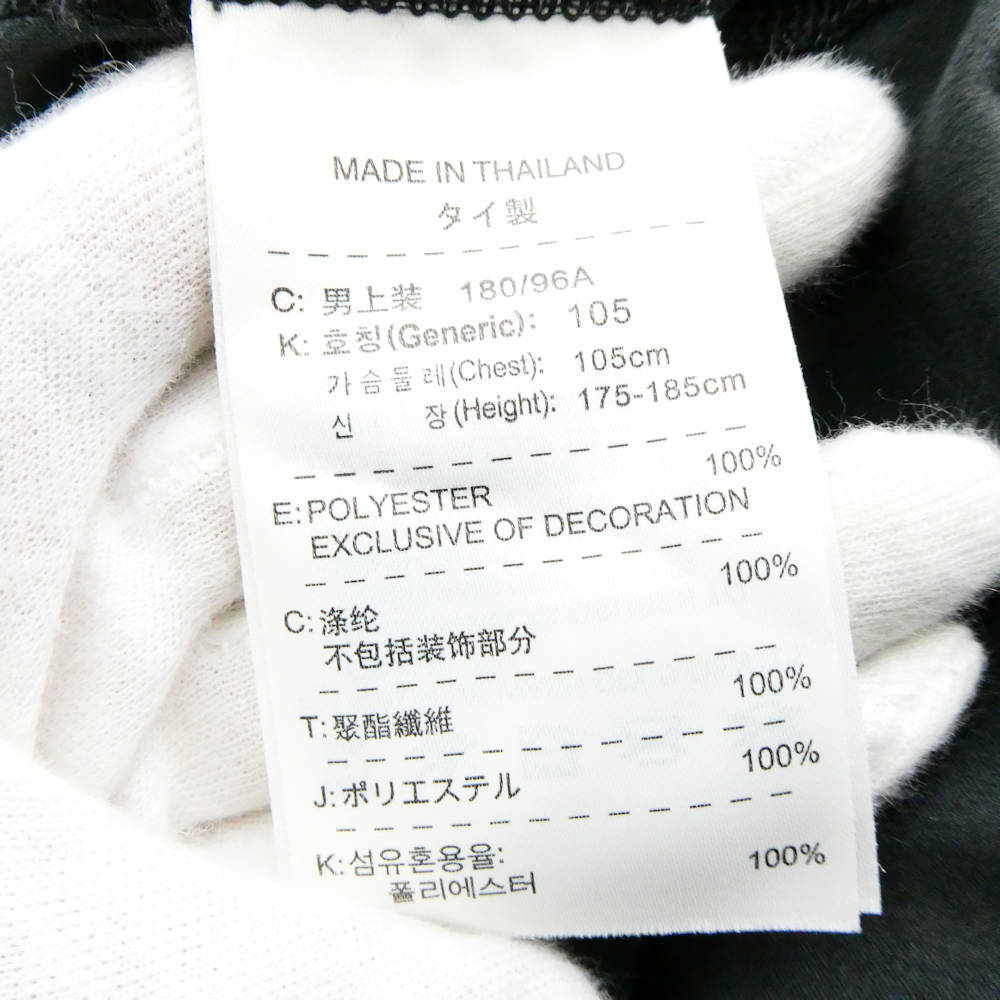 MADE IN THAILAND
タイ製
C: 男上装 180/96A
K: 호칭(Generic): 105
가슴둘레(Chest): 105cm
신 장(Height): 175-185cm
100%
E: POLYESTER
EXCLUSIVE OF DECORATION
100%
C: 涤纶
不包括装饰部分
100%
T: 聚酯纖維
100%
J: ポリエステル
K: 섬유혼용율:
폴리에스터 100%